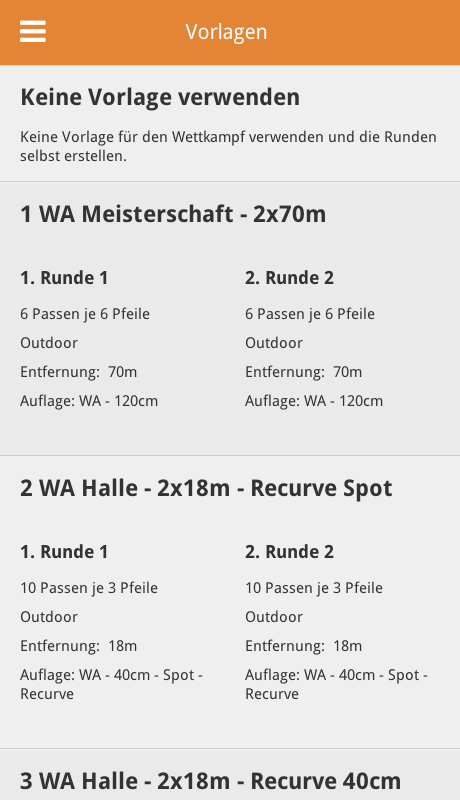 Vorlagen
Keine Vorlage verwenden
Keine Vorlage für den Wettkampf verwenden und die Runden
selbst erstellen.
1 WA Meisterschaft - 2x70m
1. Runde 1
6 Passen je 6 Pfeile
Outdoor
Entfernung: 70m
Auflage: WA - 120cm
2. Runde 2
6 Passen je 6 Pfeile
Outdoor
Entfernung: 70m
Auflage: WA - 120cm
2 WA Halle - 2x18m - Recurve Spot
1. Runde 1
10 Passen je 3 Pfeile
Outdoor
Entfernung: 18m
Auflage: WA - 40cm - Spot -
Recurve
2. Runde 2
10 Passen je 3 Pfeile
Outdoor
Entfernung: 18m
Auflage: WA - 40cm - Spot -
Recurve
3 WA Halle - 2x18m - Recurve 40cm